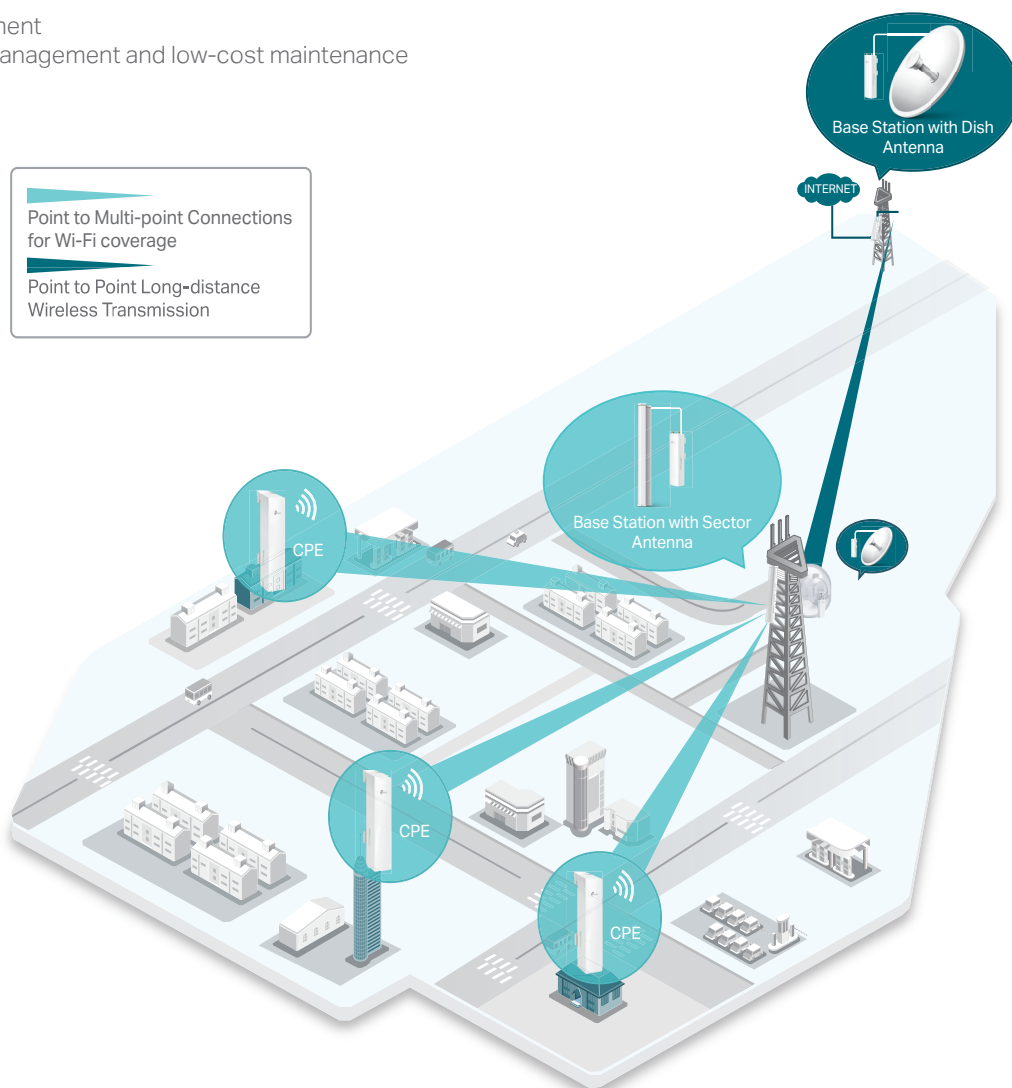 anagement and low-cost maintenance
Base Station with Dish
Antenna
INTERNET
Point to Multi-point Connections
for Wi-Fi coverage
Point to Point Long-distance
Wireless Transmission
Base Station with Sector
Antenna
CPE
CPE
CPE